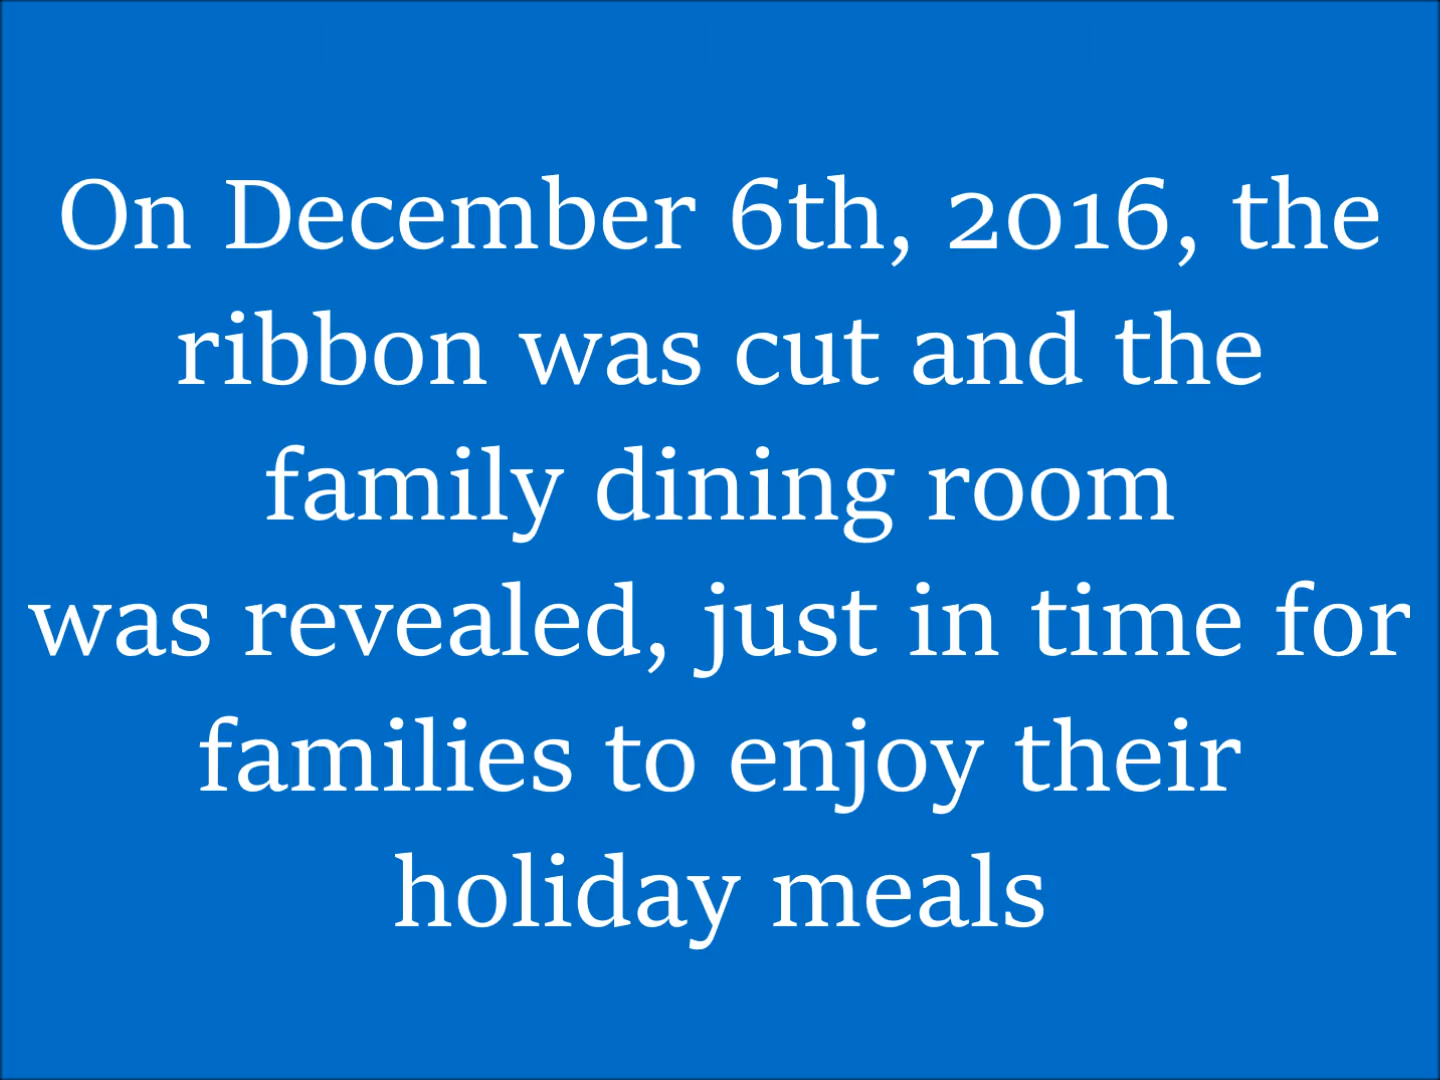 On December 6th, 2016, the
ribbon was cut and the
family dining room
was revealed, just in time for
families to enjoy their
holiday meals